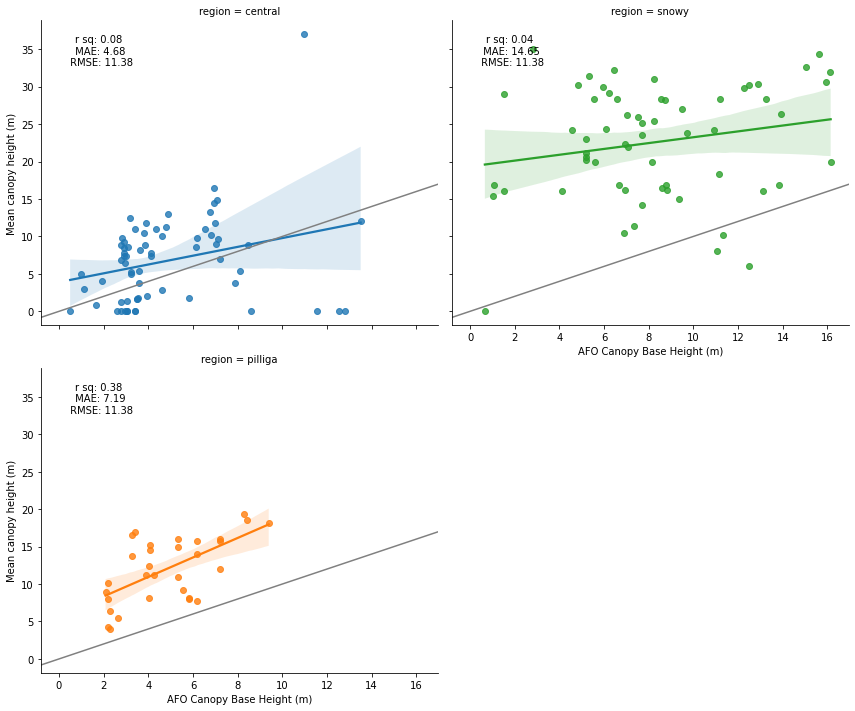 region = central
r sq: 0.08
MAE: 4.68
RMSE: 11.38
35
30
25
20
15
10
5
0
Mean canopy height (m)
region = snowy
r sq: 0.04
MAE: 14.65
RMSE: 11.38
0 2 4 6 8 10 12 14 16
AFO Canopy Base Height (m)
region = pilliga
r sq: 0.38
MAE: 7.19
RMSE: 11.38
35
30
25
20
15
10
5
0
Mean canopy height (m)
0 2 4 6 8 10 12 14 16
AFO Canopy Base Height (m)